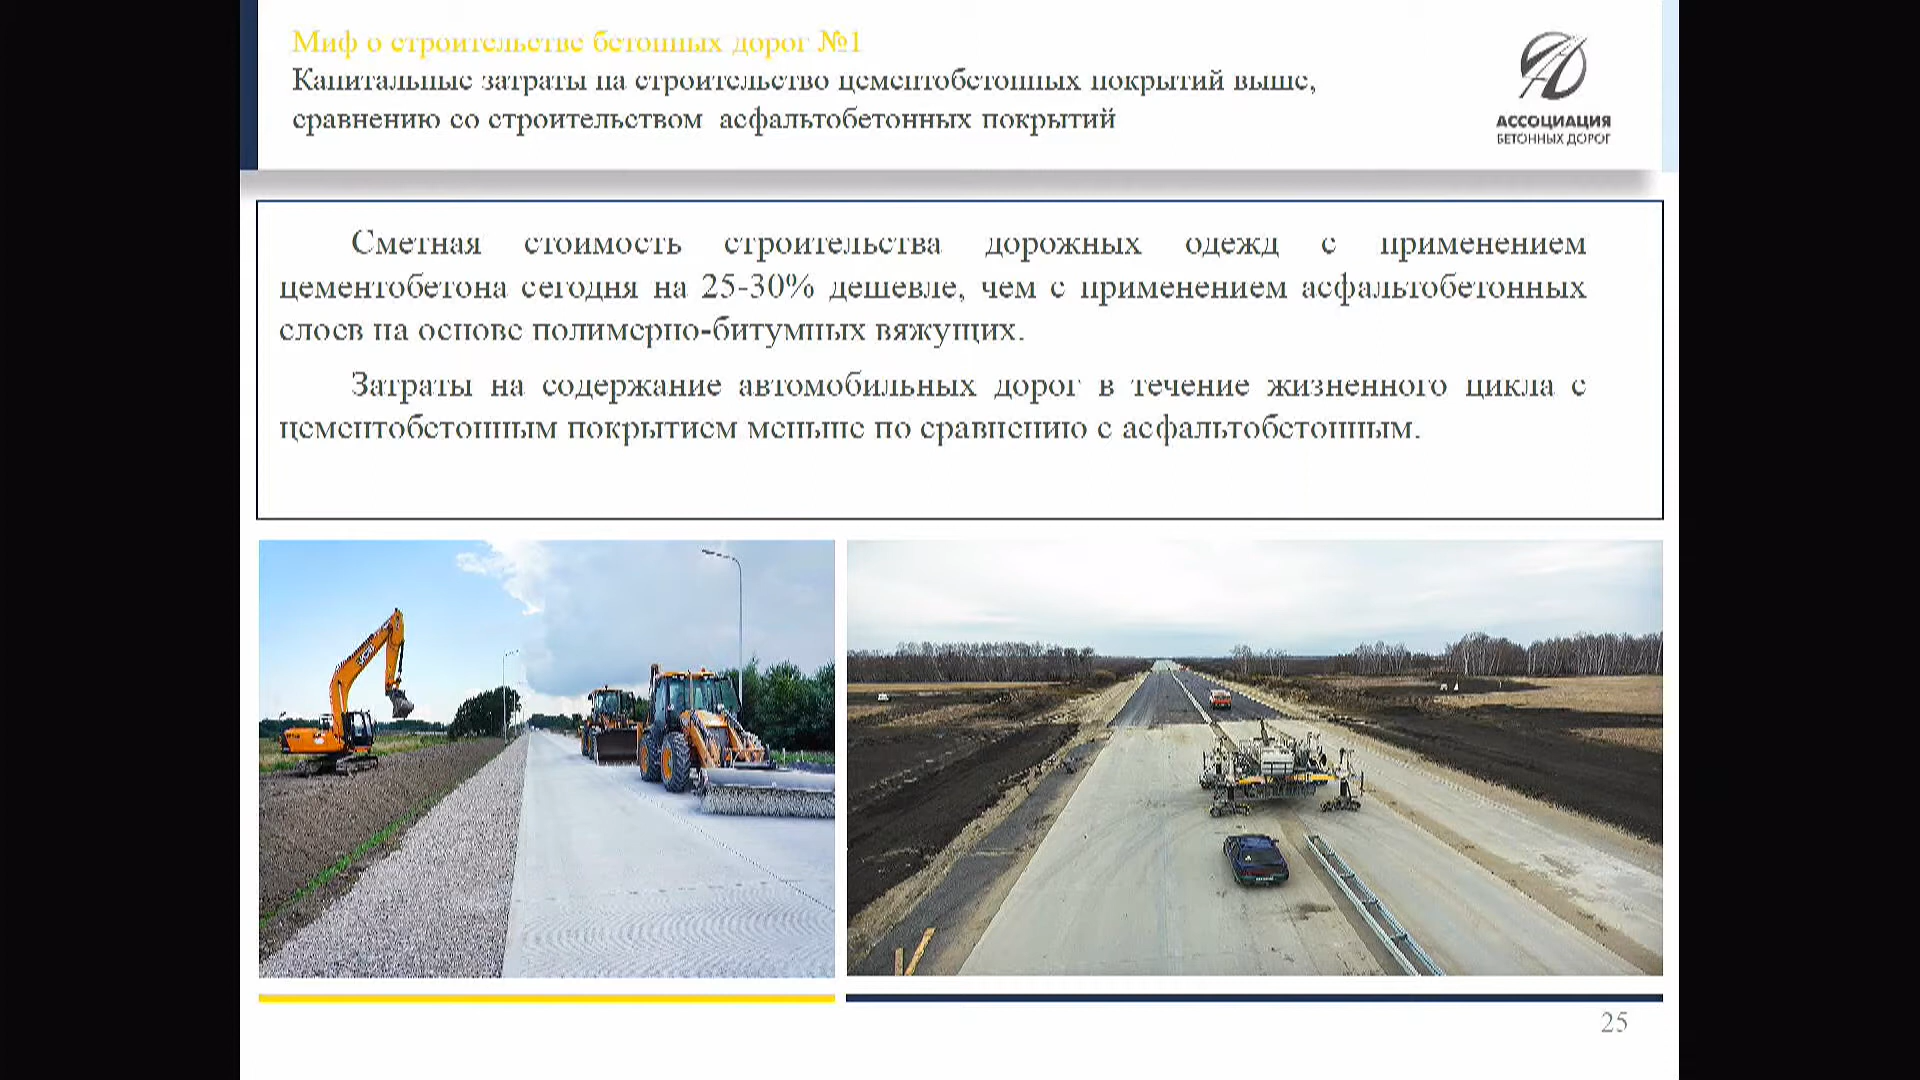 Миф о строительстве бетонных дорог №1
Капитальные затраты на строительство цементобетонных покрытий выше,
сравнению со строительством асфальтобетонных покрытий
АССОЦИАЦИЯ
БЕТОННЫХ ДОРОГ
Сметная стоимость строительства дорожных одежд с применением
цементобетона сегодня на 25-30% дешевле, чем с применением асфальтобетонных
слоев на основе полимерно-битумных вяжущих.
Затраты на содержание автомобильных дорог в течение жизненного цикла с
цементобетонным покрытием меньше по сравнению с асфальтобетонным.
JCB
25